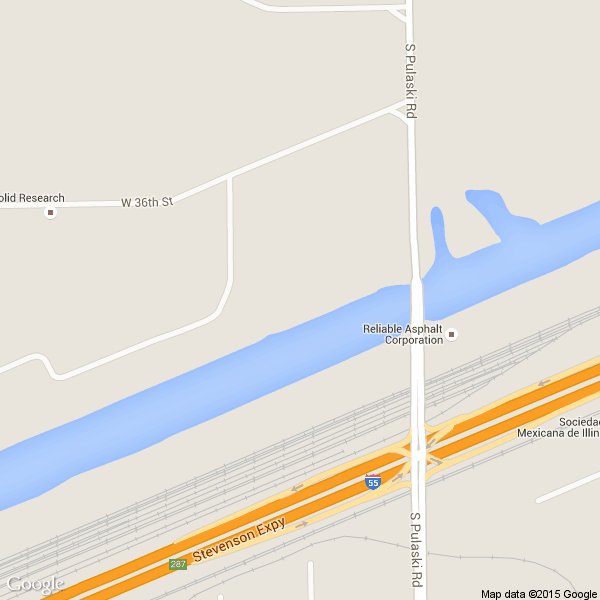 S Pulaski Rd
olid Research
W 36th St
Reliable Asphalt
Corporation
Sociedad
Mexicana de Illin
55
S Pulaski Rd
Stevenson Expy
287
Google
Map data ©2015 Google